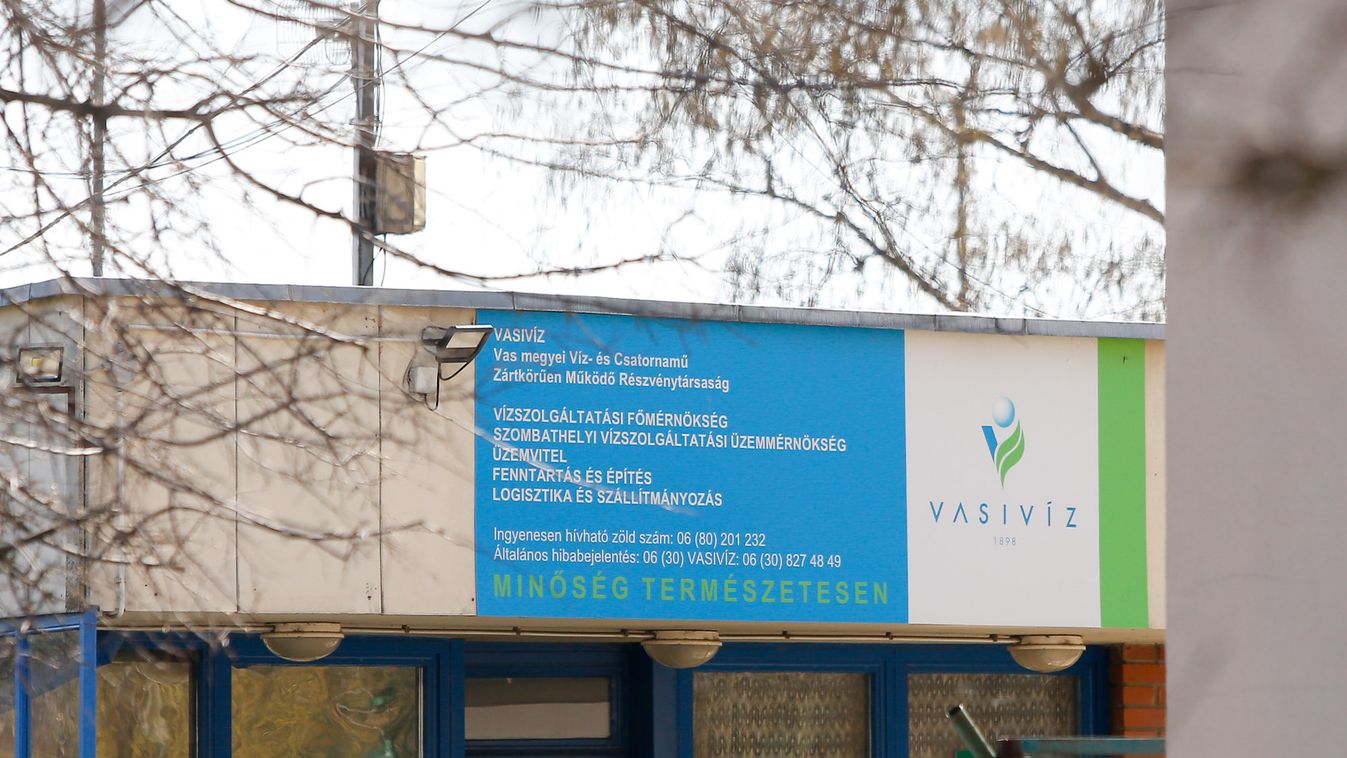 VASIVÍZ
Vas megyei Víz- és Csatornamű
Zártkörűen Működő Részvénytársaság
VÍZSZOLGÁLTATÁSI FŐMÉRNÖKSÉG
SZOMBATHELYI VÍZSZOLGÁLTATÁSI ÜZEMMÉRNÖKSÉG
ÜZEMVITEL
FENNTARTÁS ÉS ÉPÍTÉS
LOGISZTIKA ÉS SZÁLLÍTMÁNYOZÁS
Ingyenesen hívható zöld szám: 06 (80) 201 232
Általános hibabejelentés: 06 (30) VASIVÍZ: 06 (30) 827 48 49
MINŐSÉG TERMÉSZETESEN
VASIVÍZ
1898